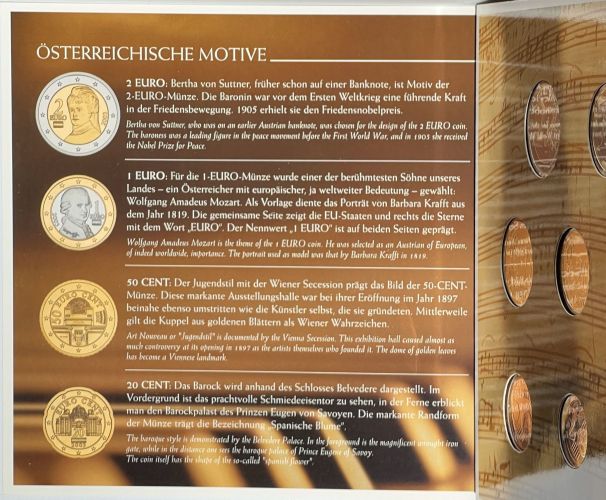 ÖSTERREICHISCHE MOTIVE
2 EURO: Bertha von Suttner, früher schon auf einer Banknote, ist Motiv der
2-EURO-Münze. Die Baronin war vor dem Ersten Weltkrieg eine führende Kraft
in der Friedensbewegung. 1905 erhielt sie den Friedensnobelpreis.
Bertha von Suttner, who was on an earlier Austrian banknote, was chosen for the design of the 2 EURO coin.
The baroness was a leading figure in the peace movement before the First World War, and in 1905 she received
the Nobel Prize for Peace.
1 EURO: Für die 1-EURO-Münze wurde einer der berühmtesten Söhne unseres
Landes – ein Österreicher mit europäischer, ja weltweiter Bedeutung – gewählt:
Wolfgang Amadeus Mozart. Als Vorlage diente das Porträt von Barbara Krafft aus
dem Jahr 1819. Die gemeinsame Seite zeigt die EU-Staaten und rechts die Sterne
mit dem Wort „EURO". Der Nennwert „1 EURO" ist auf beiden Seiten geprägt.
Wolfgang Amadeus Mozart is the theme of the 1 EURO coin. He was selected as an Austrian of European,
of indeed worldwide, importance. The portrait used as model was that by Barbara Krafft in 1819.
50 CENT: Der Jugendstil mit der Wiener Secession prägt das Bild der 50-CENT-
Münze. Diese markante Ausstellungshalle war bei ihrer Eröffnung im Jahr 1897
beinahe ebenso umstritten wie die Künstler selbst, die sie gründeten. Mittlerweile
gilt die Kuppel aus goldenen Blättern als Wiener Wahrzeichen.
Art Nouveau or "Jugendstil" is documented by the Vienna Secession. This exhibition hall caused almost as
much controversy at its opening in 1897 as the artists themselves who founded it. The dome of golden leaves
has become a Viennese landmark.
20 CENT: Das Barock wird anhand des Schlosses Belvedere dargestellt. Im
Vordergrund ist das prachtvolle Schmiedeeisentor zu sehen, in der Ferne erblickt
man den Barockpalast des Prinzen Eugen von Savoyen. Die markante Randform
der Münze trägt die Bezeichnung „Spanische Blume".
The baroque style is demonstrated by the Belvedere Palace. In the foreground is the magnificent wrought iron
gate, while in the distance one sees the baroque palace of Prince Eugene of Savoy.
The coin itself has the shape of the so-called "spanish flower".